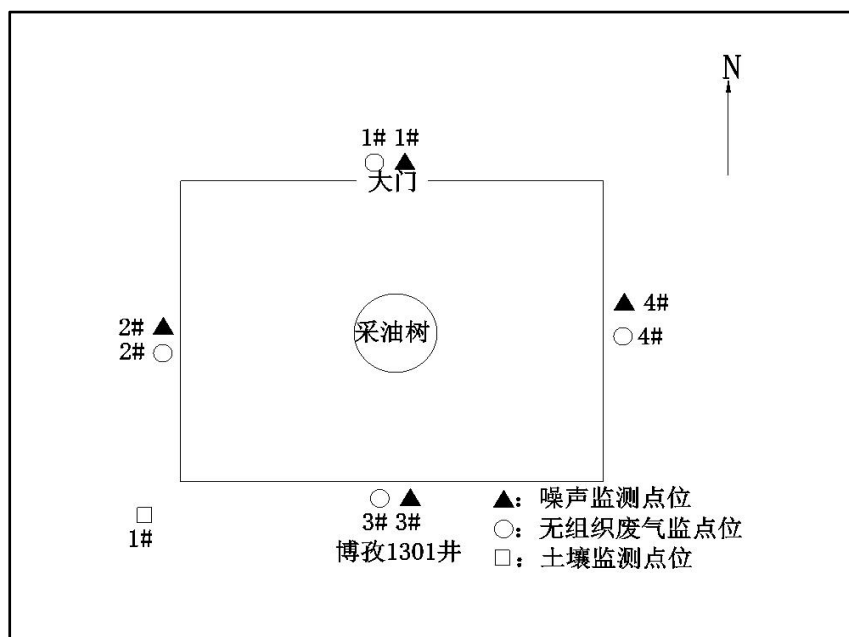 N
1# 1#
大门
2#
2#
采油树
4#
4#
3# 3#
博孜1301井
1#
▲：噪声监测点位
○：无组织废气监点位
□：土壤监测点位